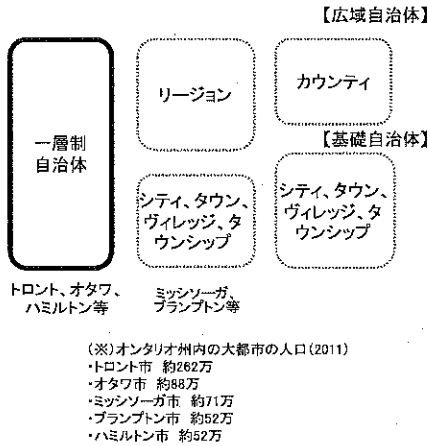 【広域自治体】
リージョン
カウンティ
一層制
自治体
【基礎自治体】
シティ、タウン、
ヴィレッジ、タ
ウンシップ
シティ、タウン、
ヴィレッジ、タ
ウンシップ
トロント、オタワ、
ハミルトン等
ミッシソーガ、
ブランプトン等
(※)オンタリオ州内の大都市の人口(2011)
・トロント市 約262万
・オタワ市 約88万
・ミッシソーガ市 約71万
・ブランプトン市 約52万
・ハミルトン市 約52万